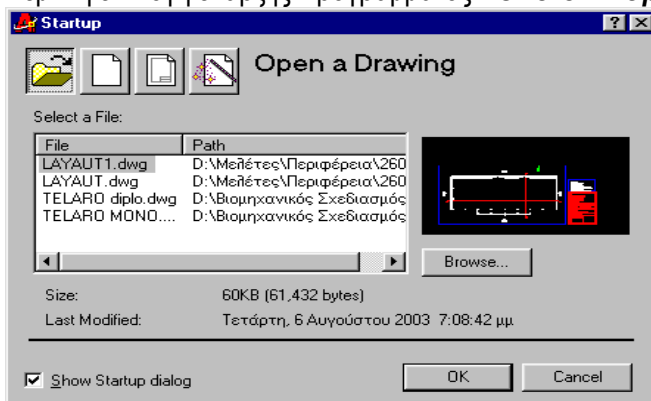 Startup
Open a Drawing
Select a File:
File Path
LAYAUT1.dwg D:\Μελέτες\Περιφέρεια\260
LAYAUT.dwg D:\Μελέτες\Περιφέρεια\260
TELARO diplo.dwg D:\Βιομηχανικός Σχεδιασμός
TELARO MONO.... D:\Βιομηχανικός Σχεδιασμός
Browse...
Size: 60KB (61,432 bytes)
Last Modified: Τετάρτη, 6 Αυγούστου 2003 7:08:42 μμ
Show Startup dialog
OK Cancel